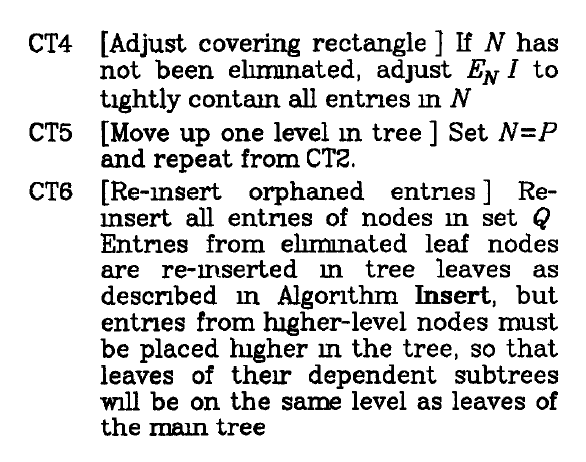 CT4 [Adjust covering rectangle ] If N has
not been eliminated, adjust E_N I to
tightly contain all entries in N
CT5 [Move up one level in tree ] Set N=P
and repeat from CT2.
CT6 [Re-insert orphaned entries ] Re-
insert all entries of nodes in set Q
Entries from eliminated leaf nodes
are re-inserted in tree leaves as
described in Algorithm Insert, but
entries from higher-level nodes must
be placed higher in the tree, so that
leaves of their dependent subtrees
will be on the same level as leaves of
the main tree